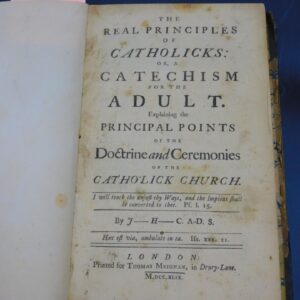 THE
REAL PRINCIPLES
OF
CATHOLICKS:
OR, A
CATECHISM
FOR THE
ADULT.
Explaining the
PRINCIPAL POINTS
OF THE
Doctrine and Ceremonies
OF THE
CATHOLICK CHURCH.
I will teach the unjust thy Ways, and the Impious shall
be converted to thee. Ps. l. 15.
By J—H— C. A-D. S.
Hæc est via, ambulate in ea. Is. xxx. 21.
LONDON:
Printed for THOMAS MEIGHAN, in Drury-Lane.
M,DCC,XLIX.